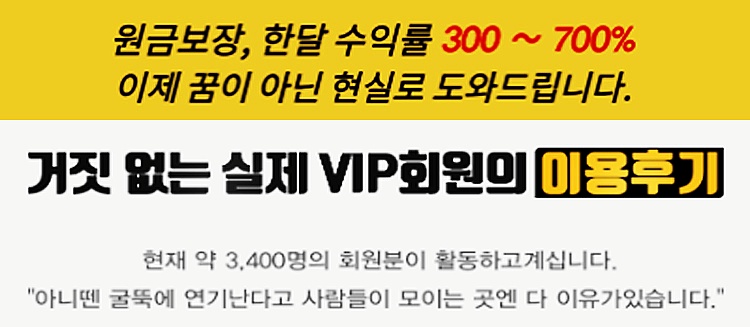 원금보장, 한달 수익률 300 ~ 700%
이제 꿈이 아닌 현실로 도와드립니다.
거짓 없는 실제 VIP회원의 이용후기
현재 약 3,400명의 회원분이 활동하고계십니다.
"아니뗀 굴뚝에 연기난다고 사람들이 모이는 곳엔 다 이유가있습니다."